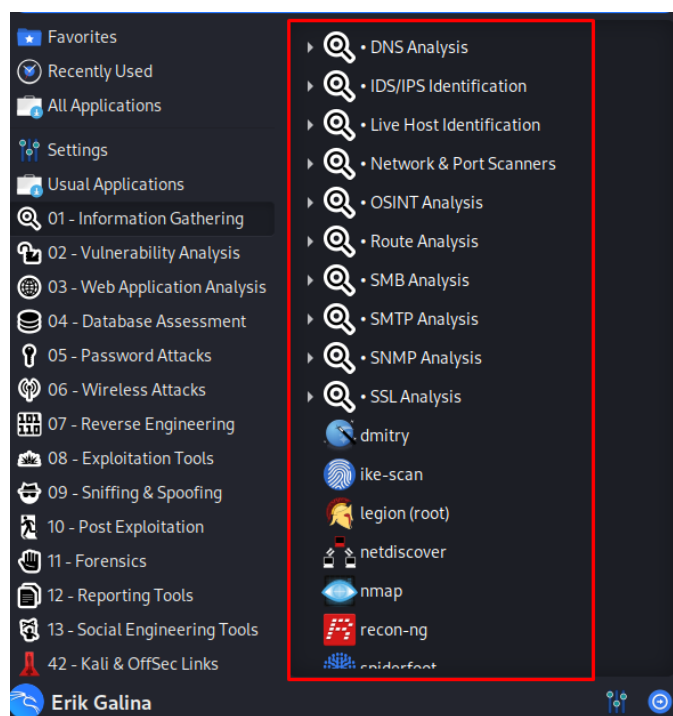 Favorites
Recently Used
All Applications
Settings
Usual Applications
01 - Information Gathering
02 - Vulnerability Analysis
03 - Web Application Analysis
04 - Database Assessment
05 - Password Attacks
06 - Wireless Attacks
07 - Reverse Engineering
08 - Exploitation Tools
09 - Sniffing & Spoofing
10 - Post Exploitation
11 - Forensics
12 - Reporting Tools
13 - Social Engineering Tools
42 - Kali & OffSec Links
• DNS Analysis
• IDS/IPS Identification
• Live Host Identification
• Network & Port Scanners
• OSINT Analysis
• Route Analysis
• SMB Analysis
• SMTP Analysis
• SNMP Analysis
• SSL Analysis
dmitry
ike-scan
legion (root)
netdiscover
nmap
recon-ng
spiderfoot
Erik Galina